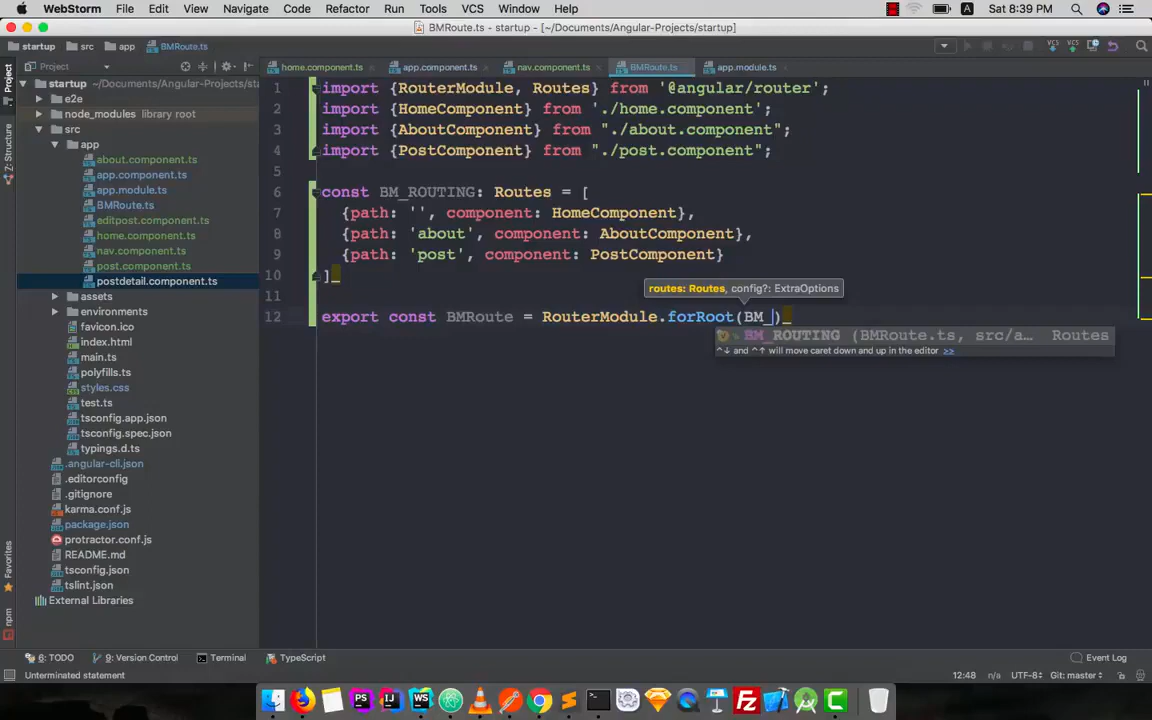 WebStorm File Edit View Navigate Code Refactor Run Tools VCS Window Help A Sat 8:39 PM
BMRoute.ts - startup - [~/Documents/Angular-Projects/startup]
startup src app BMRoute.ts
Project home.component.ts app.component.ts nav.component.ts BMRoute.ts app.module.ts
1: Project
Z: Structure
Favorites
npm
startup ~/Documents/Angular-Projects/sta
e2e
node_modules library root
src
app
about.component.ts
app.component.ts
app.module.ts
BMRoute.ts
editpost.component.ts
home.component.ts
nav.component.ts
post.component.ts
postdetail.component.ts
assets
environments
favicon.ico
index.html
main.ts
polyfills.ts
styles.css
test.ts
tsconfig.app.json
tsconfig.spec.json
typings.d.ts
.angular-cli.json
.editorconfig
.gitignore
karma.conf.js
package.json
protractor.conf.js
README.md
tsconfig.json
tslint.json
External Libraries
1 import {RouterModule, Routes} from '@angular/router';
2 import {HomeComponent} from './home.component';
3 import {AboutComponent} from "./about.component";
4 import {PostComponent} from "./post.component";
5
6 const BM_ROUTING: Routes = [
7 {path: '', component: HomeComponent},
8 {path: 'about', component: AboutComponent},
9 {path: 'post', component: PostComponent}
10 ]
11
routes: Routes, config?: ExtraOptions
12 export const BMRoute = RouterModule.forRoot(BM_)
BM_ROUTING (BMRoute.ts, src/a... Routes
^↓ and ^↑ will move caret down and up in the editor >>
6: TODO 9: Version Control Terminal TypeScript Event Log
Unterminated statement 12:48 n/a UTF-8 Git: master
PS IJ WS FZ C